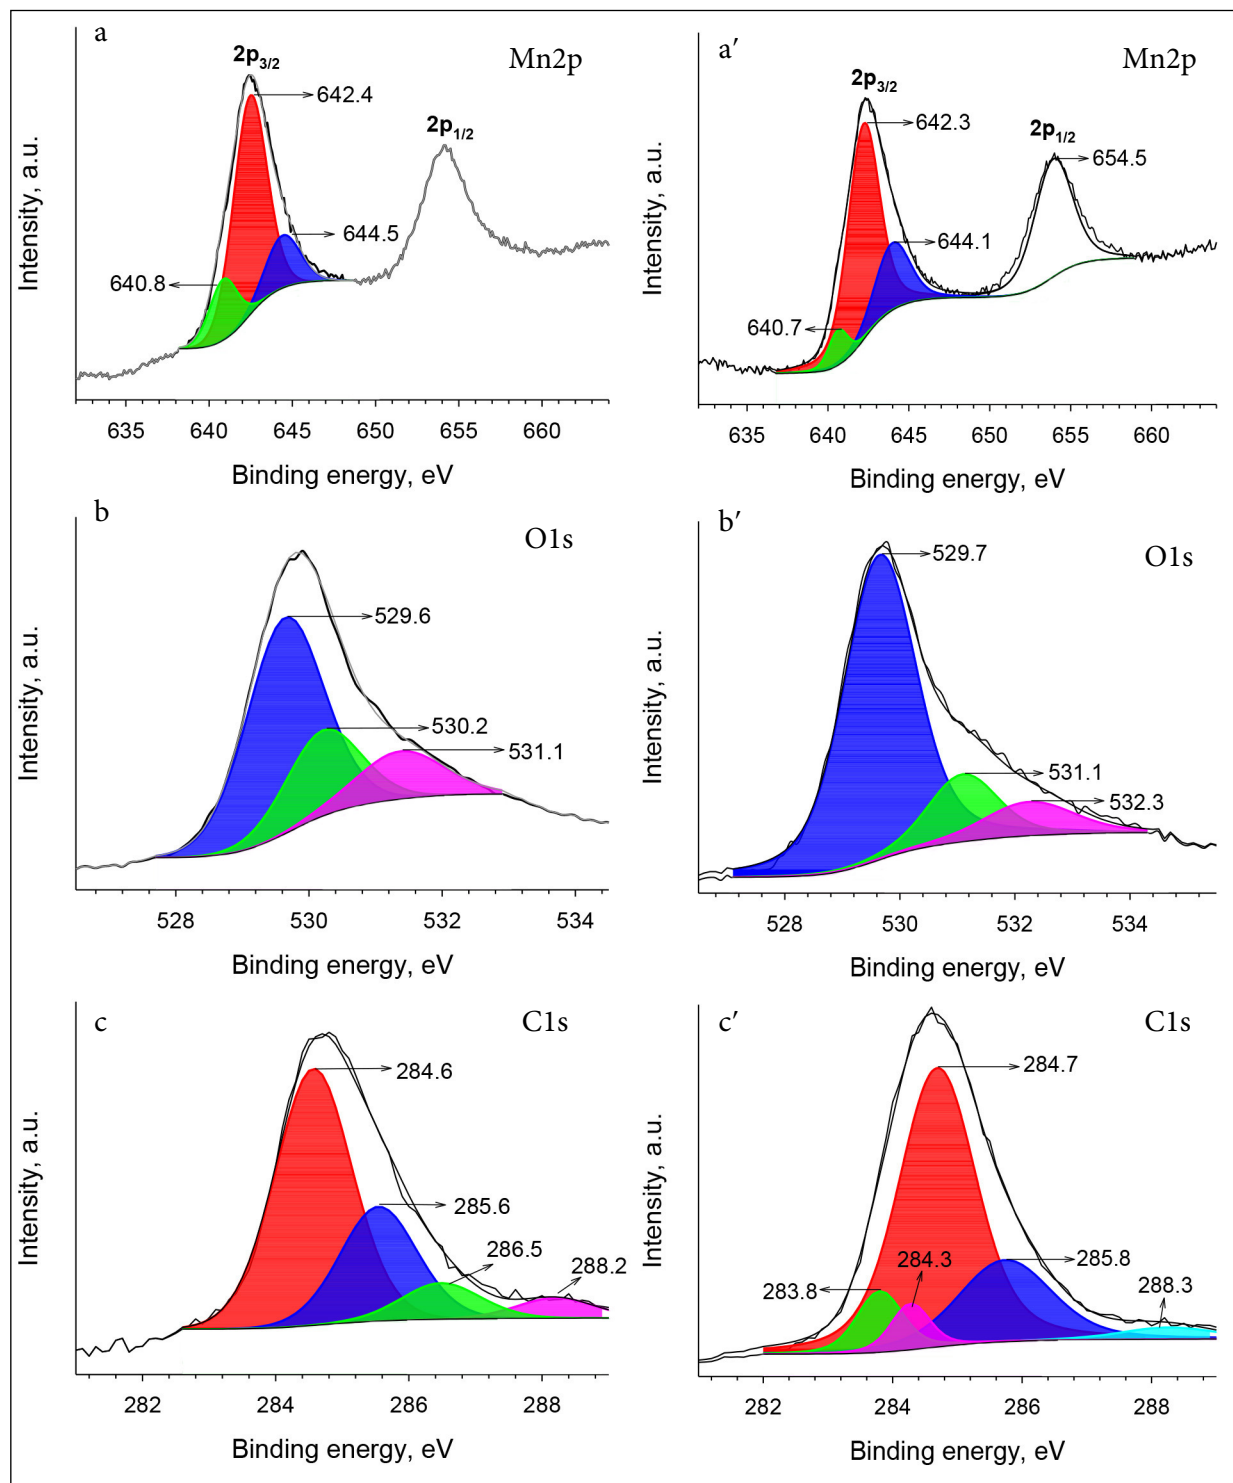 a
Mn2p
2p3/2
642.4
2p1/2
644.5
640.8
Intensity, a.u.
635 640 645 650 655 660
Binding energy, eV
a′
Mn2p
2p3/2
642.3
2p1/2
654.5
644.1
640.7
Intensity, a.u.
635 640 645 650 655 660
Binding energy, eV
b
O1s
529.6
530.2
531.1
Intensity, a.u.
528 530 532 534
Binding energy, eV
b′
O1s
529.7
531.1
532.3
Intensity, a.u.
528 530 532 534
Binding energy, eV
c
C1s
284.6
285.6
286.5
288.2
Intensity, a.u.
282 284 286 288
Binding energy, eV
c′
C1s
284.7
284.3
285.8
283.8
288.3
Intensity, a.u.
282 284 286 288
Binding energy, eV